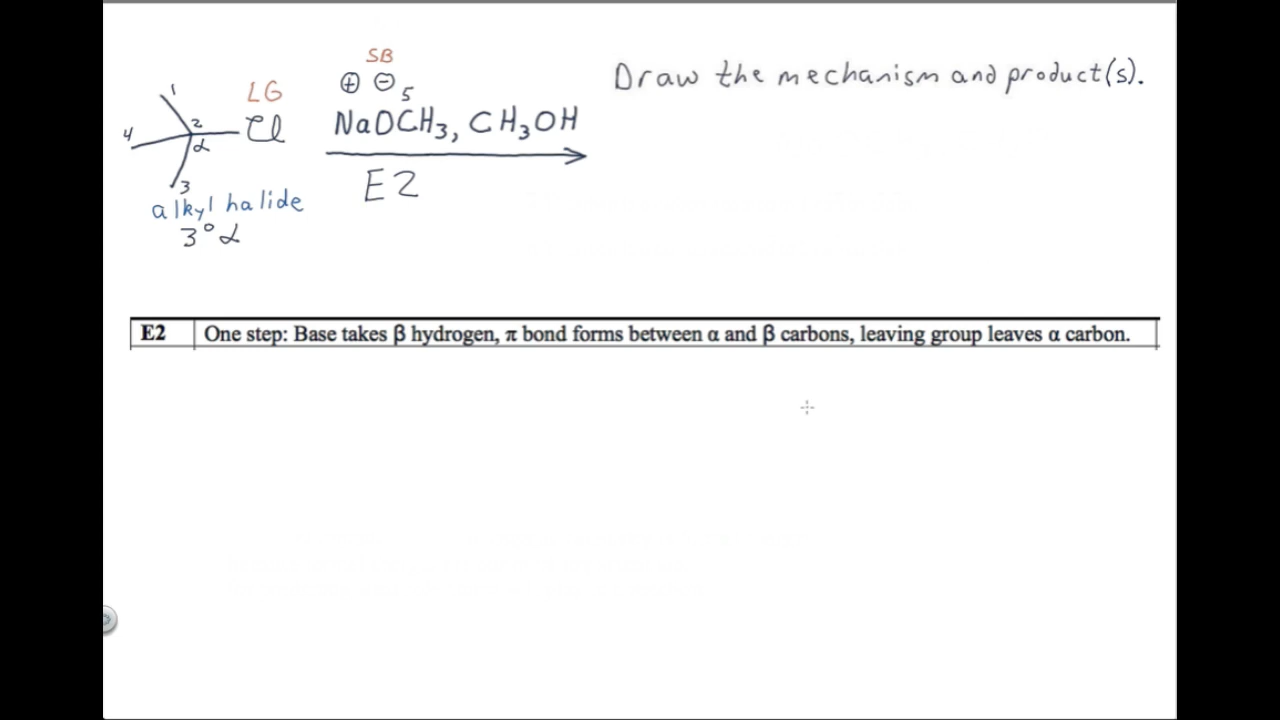 SB
⊕ ⊖
LG
1
5
2
Cl
NaOCH3, CH3OH
Draw the mechanism and product(s).
4
α
3
E2
alkyl halide
3° α
E2 One step: Base takes β hydrogen, π bond forms between α and β carbons, leaving group leaves α carbon.